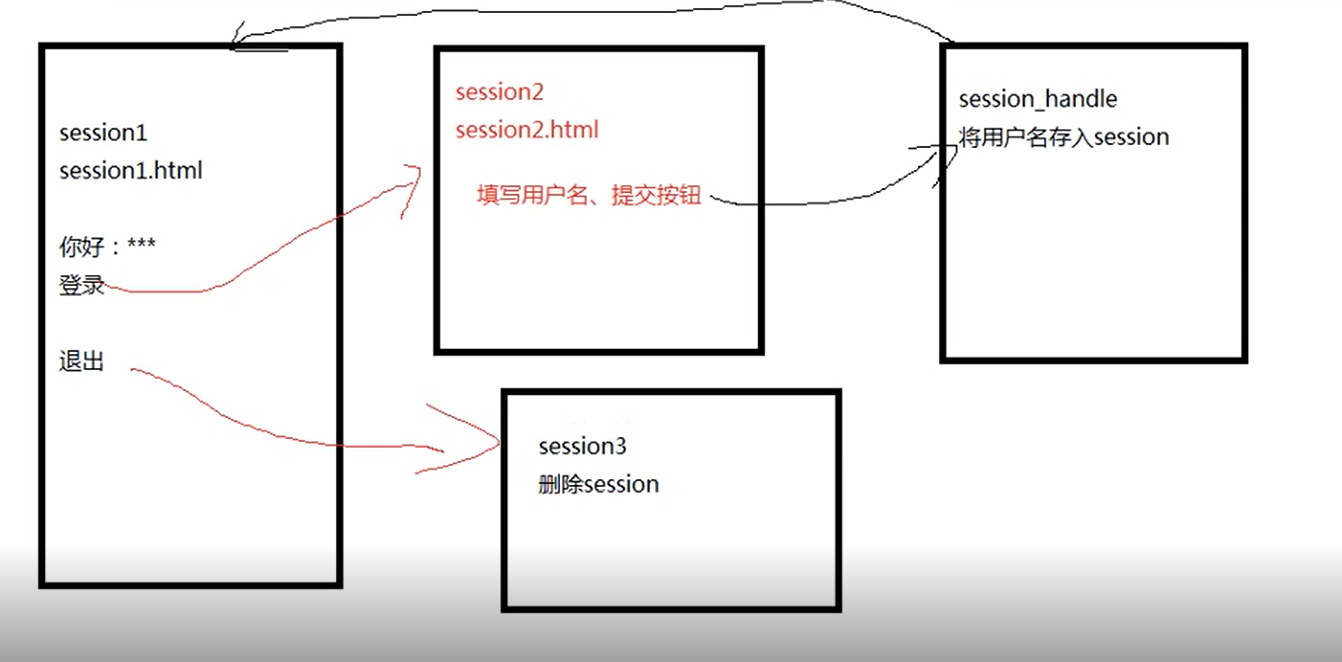 session1
session1.html
你好：***
登录
退出
session2
session2.html
填写用户名、提交按钮
session_handle
将用户名存入session
session3
删除session